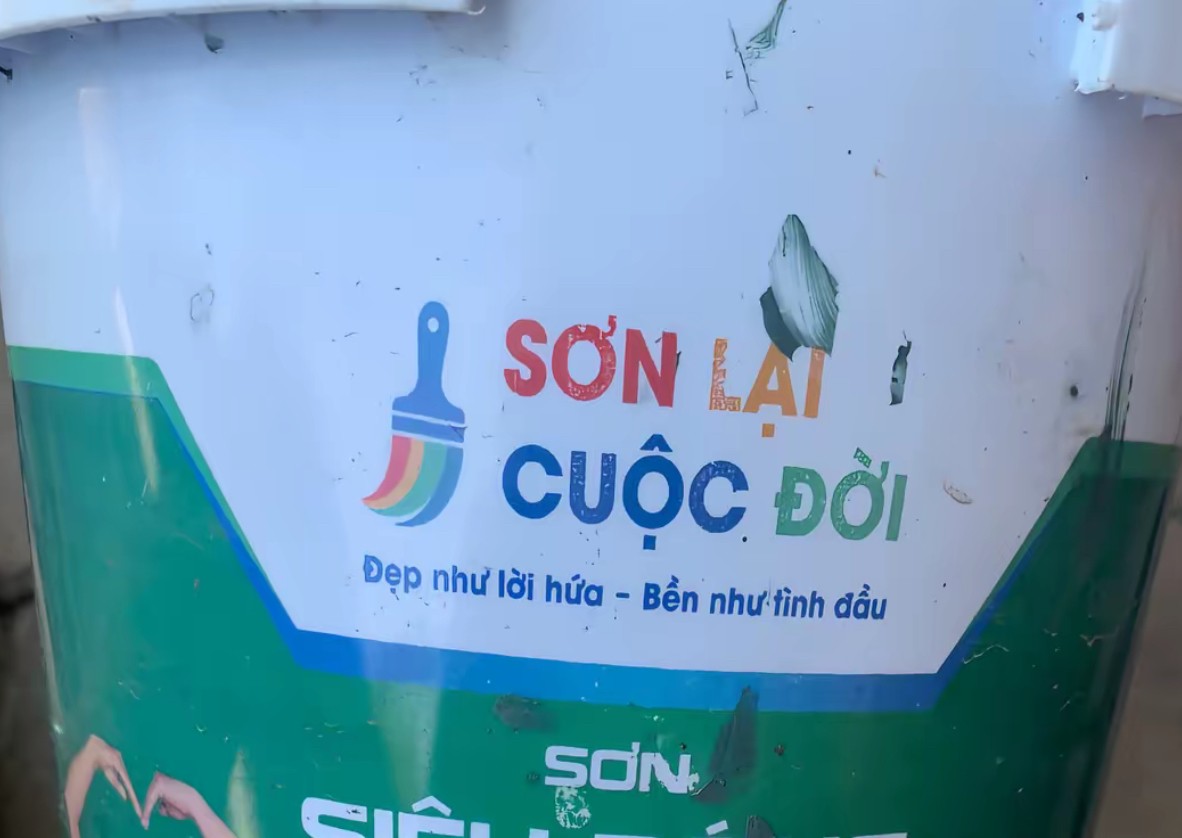 SƠN LẠI
CUỘC ĐỜI
Đẹp như lời hứa - Bền như tình đầu
SƠN